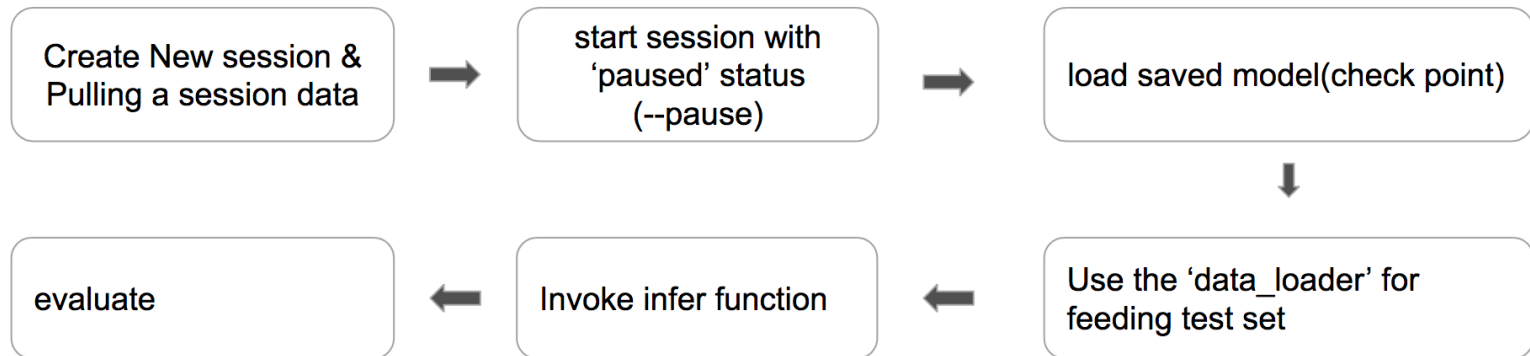 Create New session &
Pulling a session data
start session with
‘paused’ status
(--pause)
load saved model(check point)
Use the ‘data_loader’ for
feeding test set
Invoke infer function
evaluate